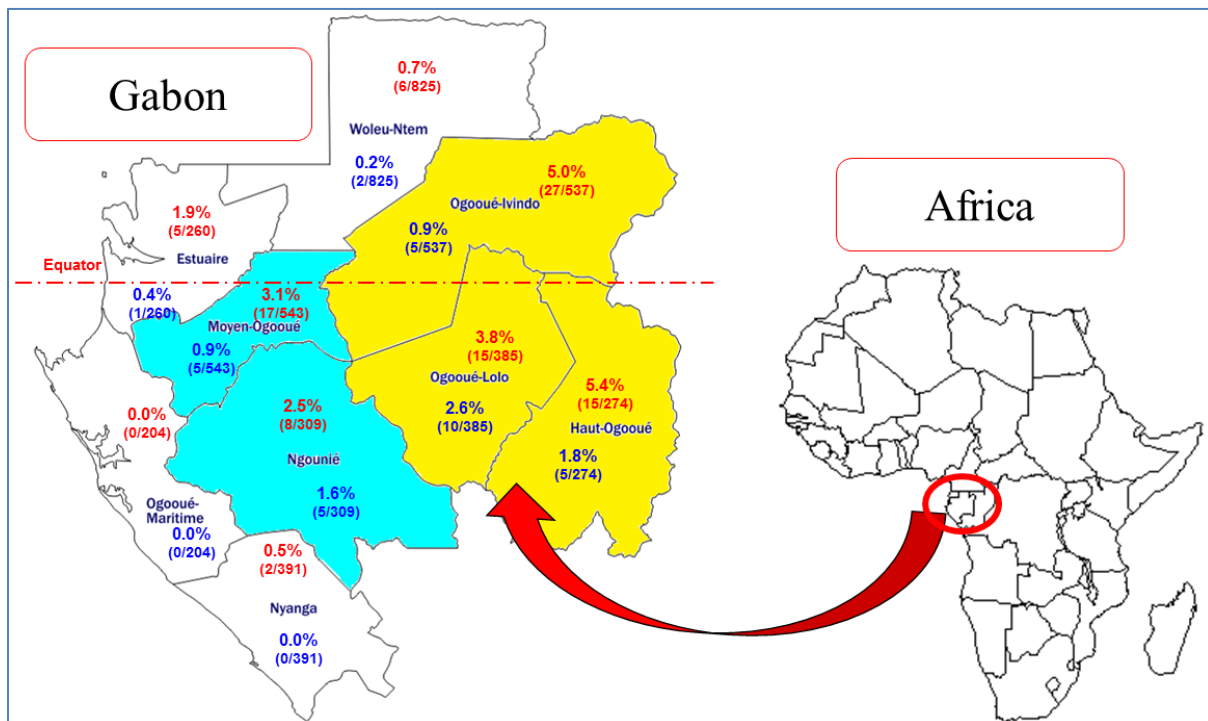 Gabon
0.7%
(6/825)
Woleu-Ntem
0.2%
(2/825)
5.0%
(27/537)
Ogooué-Ivindo
0.9%
(5/537)
1.9%
(5/260)
Estuaire
Equator
0.4%
(1/260)
3.1%
(17/543)
Moyen-Ogooué
0.9%
(5/543)
3.8%
(15/385)
Ogooué-Lolo
2.6%
(10/385)
5.4%
(15/274)
Haut-Ogooué
1.8%
(5/274)
0.0%
(0/204)
Ogooué-
Maritime
0.0%
(0/204)
2.5%
(8/309)
Ngounié
1.6%
(5/309)
0.5%
(2/391)
Nyanga
0.0%
(0/391)
Africa